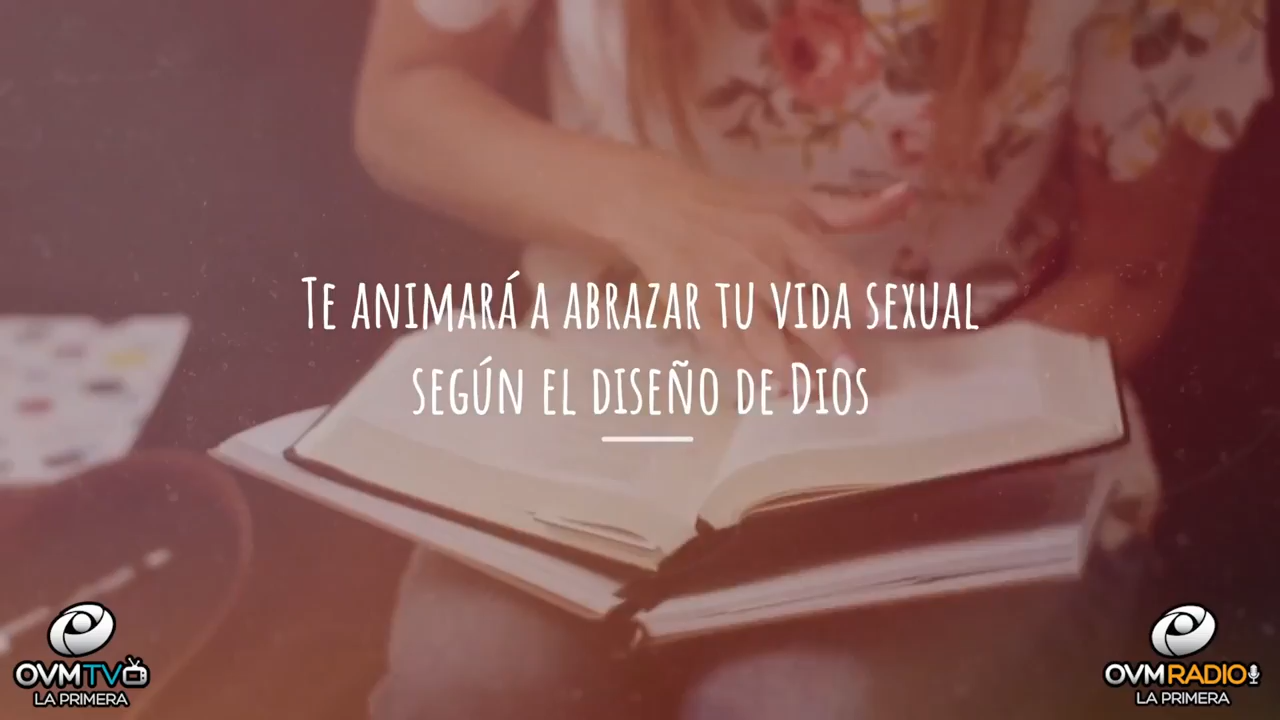 Te animará a abrazar tu vida sexual
según el diseño de Dios
OVMTV
LA PRIMERA
OVMRADIO
LA PRIMERA